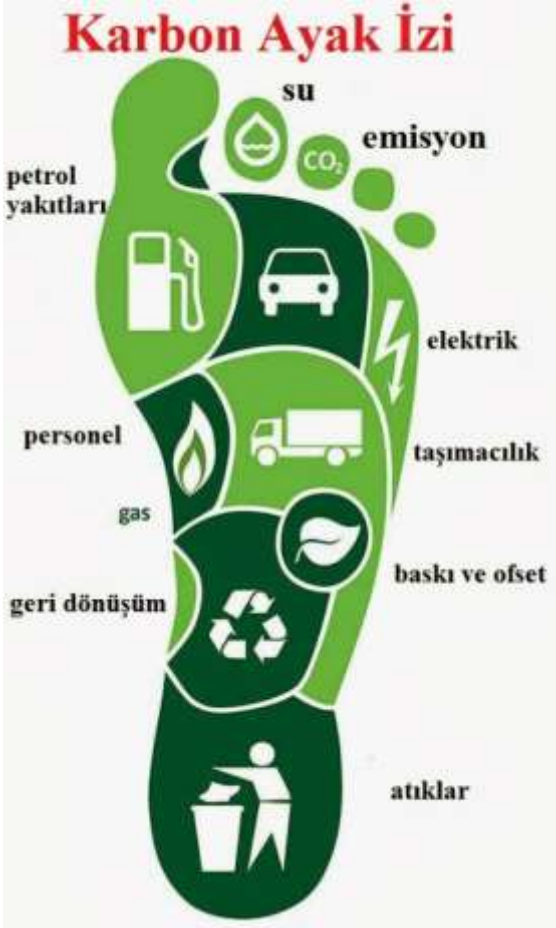 Karbon Ayak İzi
su
emisyon
CO₂
petrol
yakıtları
elektrik
personel
taşımacılık
gas
baskı ve ofset
geri dönüşüm
atıklar